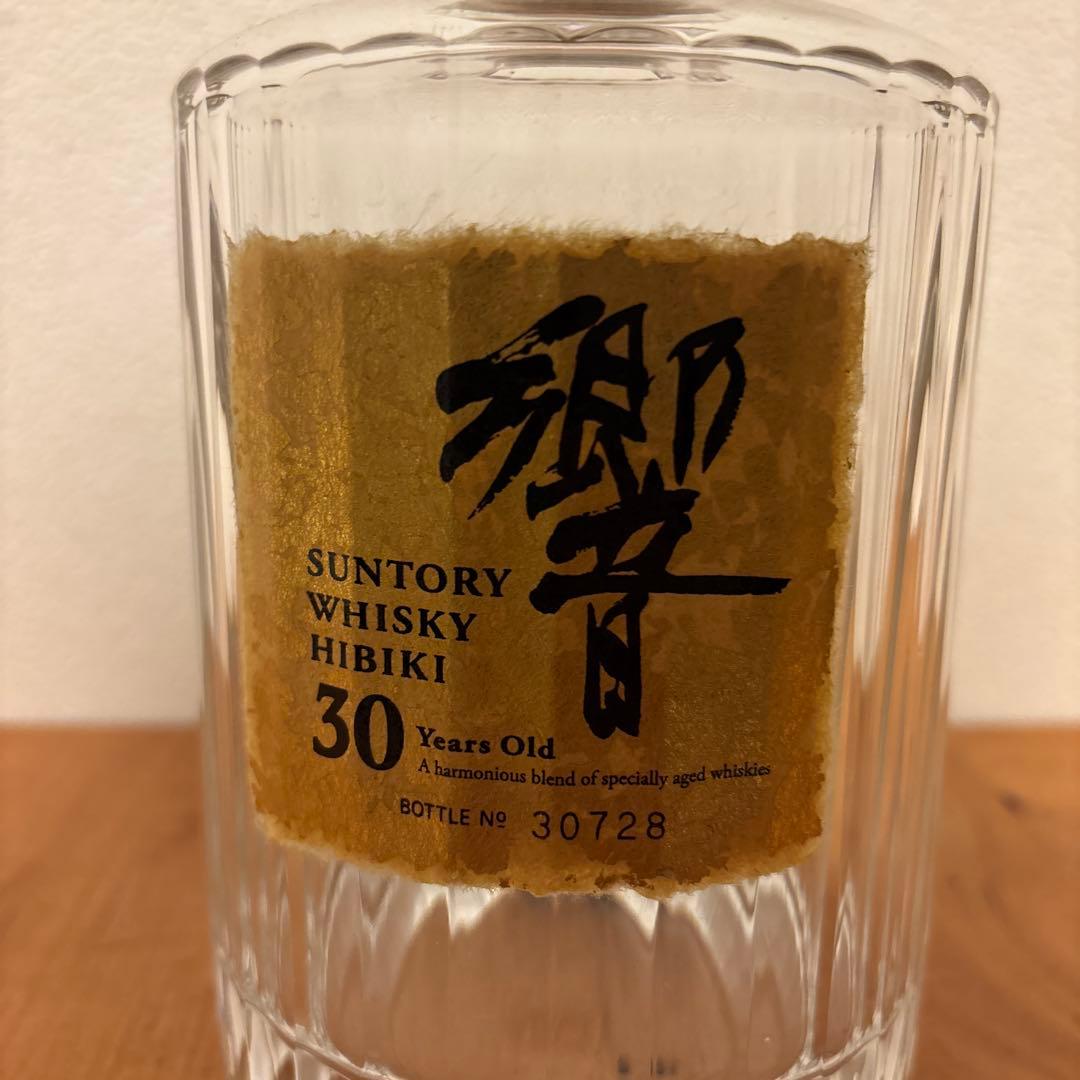 響
SUNTORY
WHISKY
HIBIKI
30 Years Old
A harmonious blend of specially aged whiskies
BOTTLE Nº 30728